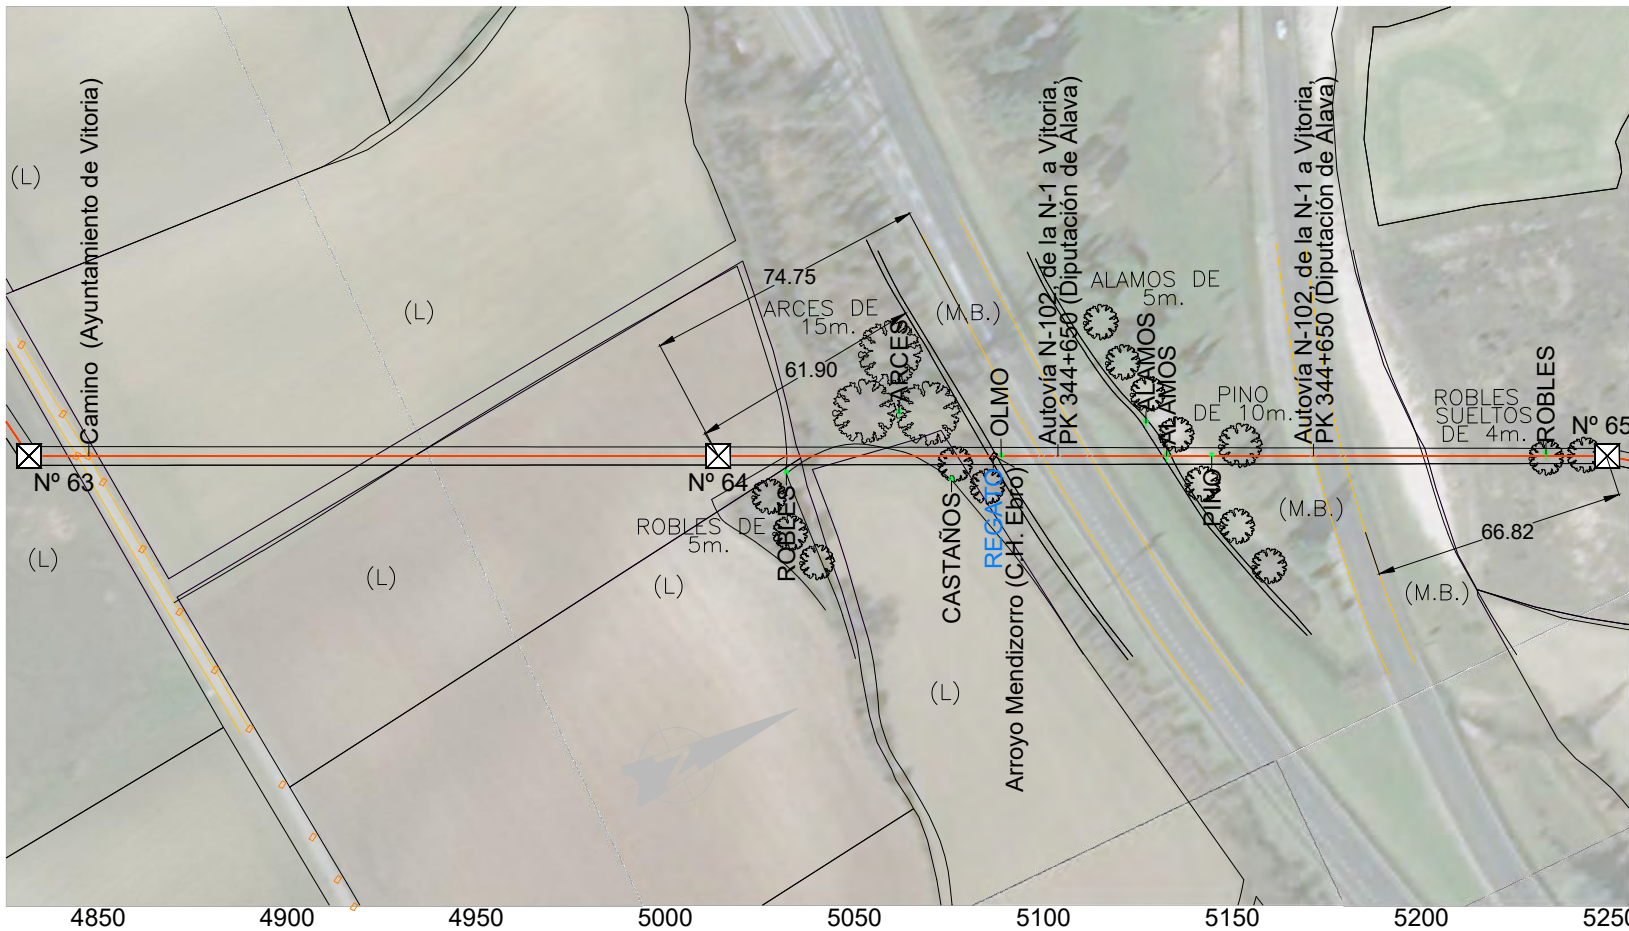 (L)
Camino (Ayuntamiento de Vitoria)
(L)
74.75
ARCES DE
15m.
61.90
ARCES
(M.B.)
OLMO
Autovía N-102, de la N-1 a Vitoria,
PK 344+650 (Diputación de Alava)
ALAMOS DE
5m.
ALAMOS
ALAMOS
PINO
DE 10m.
Autovía N-102, de la N-1 a Vitoria,
PK 344+650 (Diputación de Alava)
ROBLES
SUELTOS
DE 4m.
ROBLES
Nº 65
Nº 63
Nº 64
(L)
(L)
ROBLES DE
5m.
ROBLES
(L)
CASTAÑOS
REGATO
Arroyo Mendizorro (C.H. Ebro)
PINO
(M.B.)
66.82
(M.B.)
(L)
4850
4900
4950
5000
5050
5100
5150
5200
5250